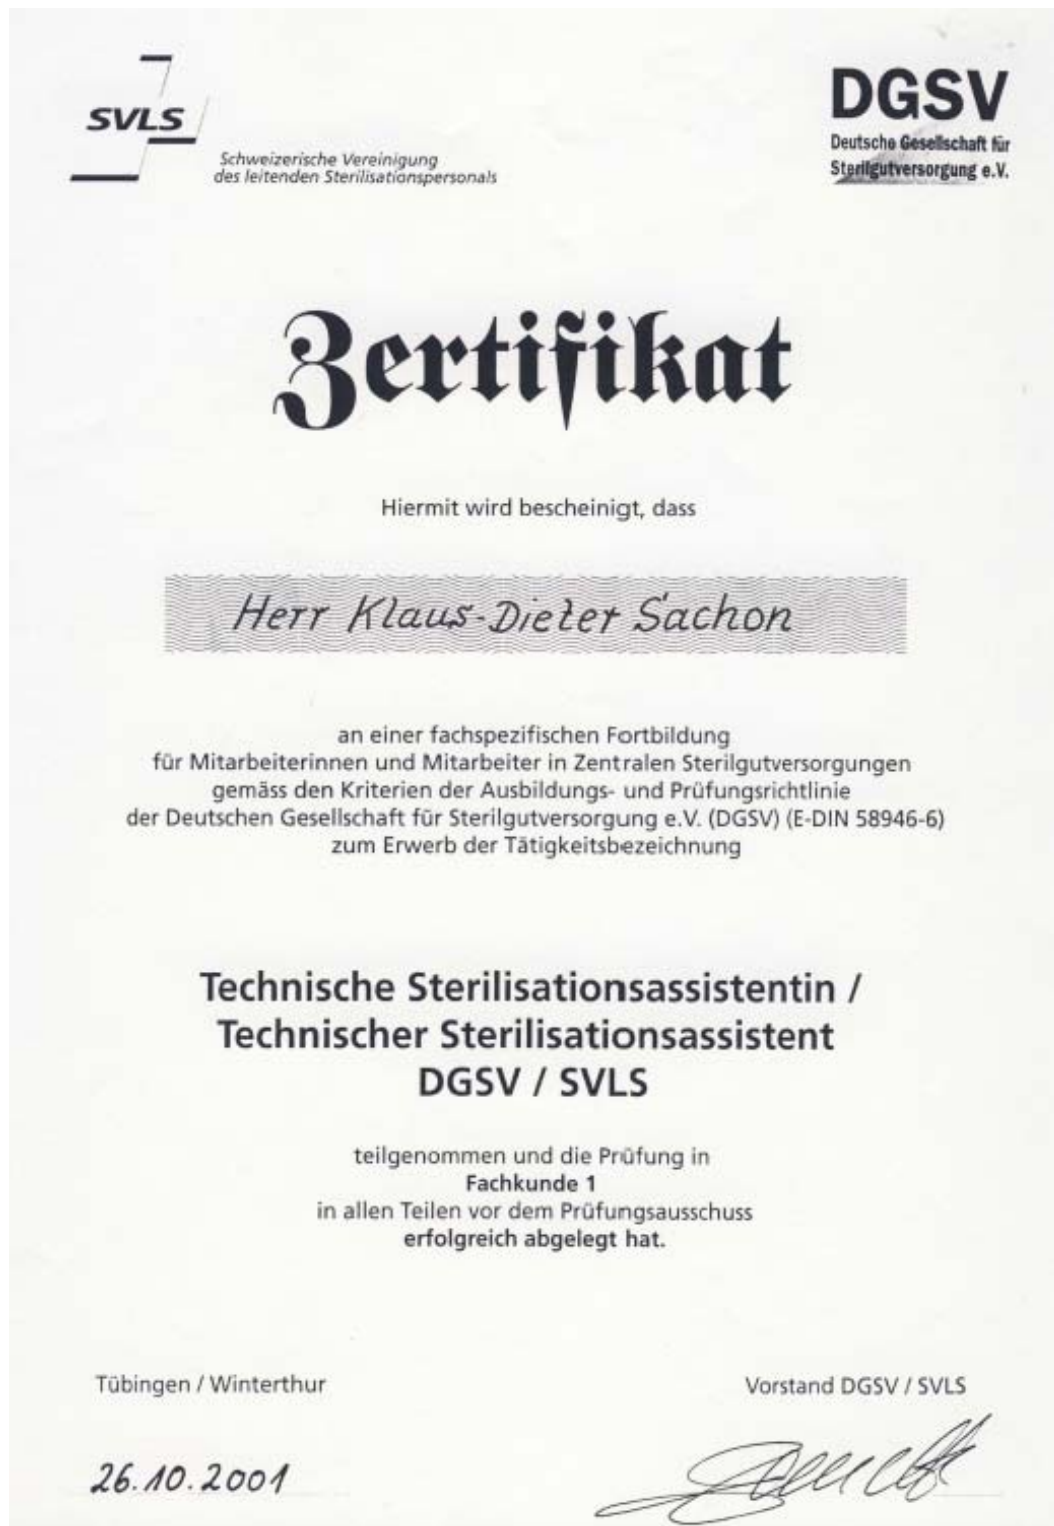 SVLS
Schweizerische Vereinigung
des leitenden Sterilisationspersonals
DGSV
Deutsche Gesellschaft für
Sterilgutversorgung e.V.
Zertifikat
Hiermit wird bescheinigt, dass
Herr Klaus-Dieter Sachon
an einer fachspezifischen Fortbildung
für Mitarbeiterinnen und Mitarbeiter in Zentralen Sterilgutversorgungen
gemäss den Kriterien der Ausbildungs- und Prüfungsrichtlinie
der Deutschen Gesellschaft für Sterilgutversorgung e.V. (DGSV) (E-DIN 58946-6)
zum Erwerb der Tätigkeitsbezeichnung
Technische Sterilisationsassistentin /
Technischer Sterilisationsassistent
DGSV / SVLS
teilgenommen und die Prüfung in
Fachkunde 1
in allen Teilen vor dem Prüfungsausschuss
erfolgreich abgelegt hat.
Tübingen / Winterthur
Vorstand DGSV / SVLS
26.10.2001